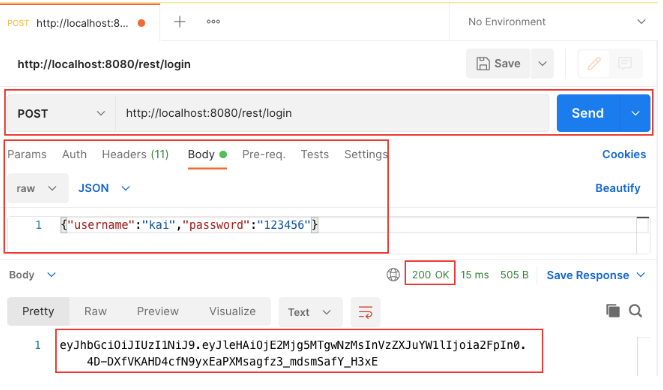 POST http://localhost:8... + ooo No Environment
http://localhost:8080/rest/login Save
POST http://localhost:8080/rest/login Send
Params Auth Headers (11) Body Pre-req. Tests Settings Cookies
raw JSON Beautify
1 {"username":"kai","password":"123456"}
Body 200 OK 15 ms 505 B Save Response
Pretty Raw Preview Visualize Text
1 eyJhbGciOiJIUzI1NiJ9.eyJleHAiOjE2Mjg5MTgwNzMsInVzZXJuYW1lIjoia2FpIn0.
4D-DXfVKAHD4cfN9yxEaPXMsagfz3_mdsmSafY_H3xE